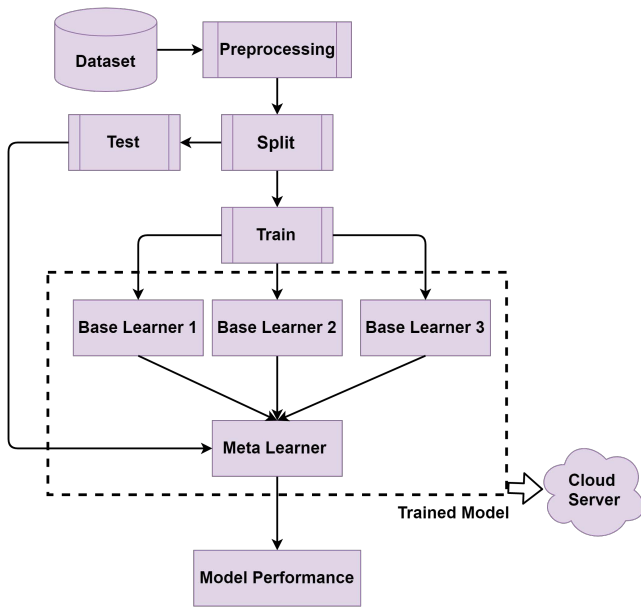 Dataset
Preprocessing
Test
Split
Train
Base Learner 1
Base Learner 2
Base Learner 3
Meta Learner
Cloud
Server
Trained Model
Model Performance